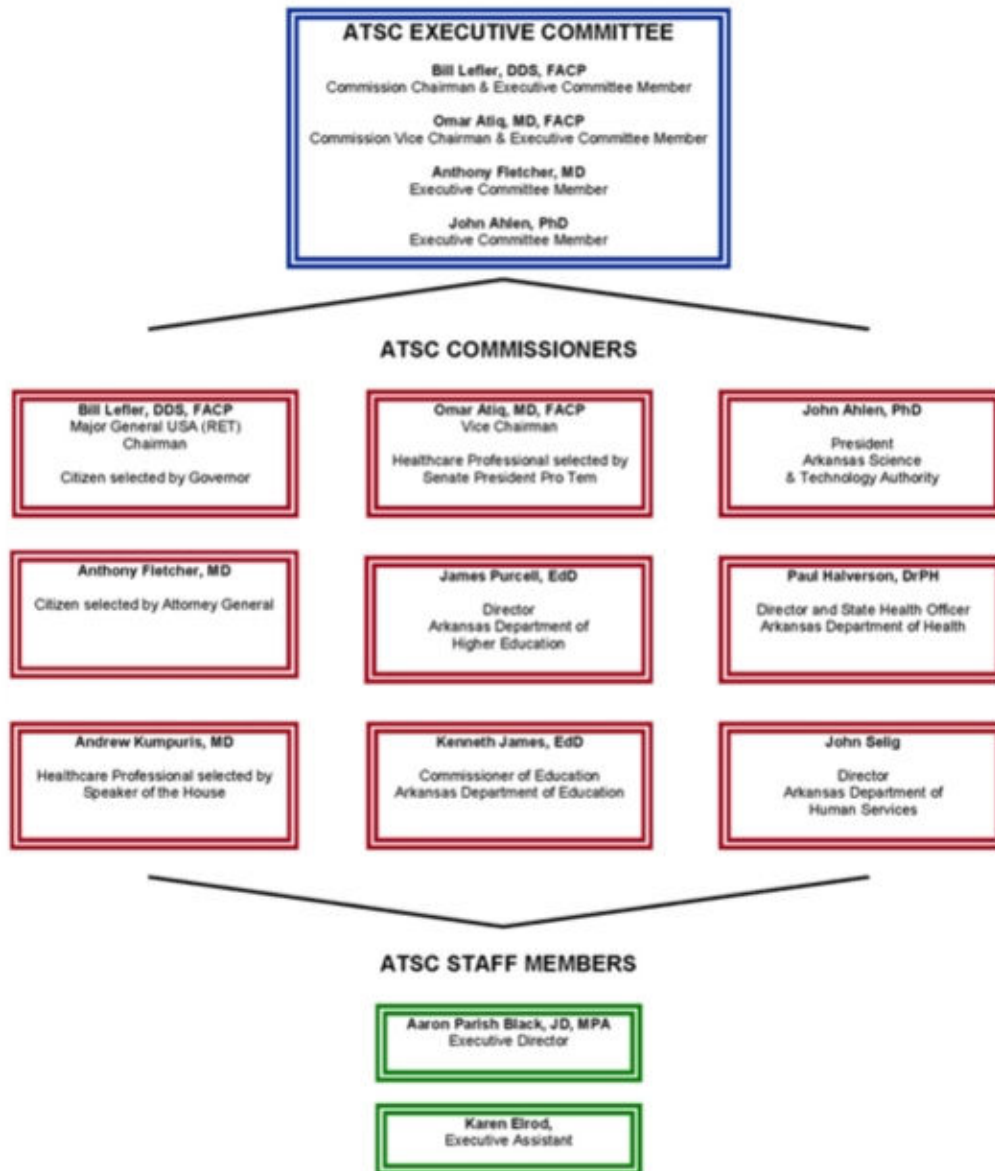 ATSC EXECUTIVE COMMITTEE
Bill Lefler, DDS, FACP
Commission Chairman & Executive Committee Member
Omar Atiq, MD, FACP
Commission Vice Chairman & Executive Committee Member
Anthony Fletcher, MD
Executive Committee Member
John Ahlen, PhD
Executive Committee Member
ATSC COMMISSIONERS
Bill Lefler, DDS, FACP
Major General USA (RET)
Chairman
Citizen selected by Governor
Omar Atiq, MD, FACP
Vice Chairman
Healthcare Professional selected by
Senate President Pro Tem
John Ahlen, PhD
President
Arkansas Science
& Technology Authority
Anthony Fletcher, MD
Citizen selected by Attorney General
James Purcell, EdD
Director
Arkansas Department of
Higher Education
Paul Halverson, DrPH
Director and State Health Officer
Arkansas Department of Health
Andrew Kumpuris, MD
Healthcare Professional selected by
Speaker of the House
Kenneth James, EdD
Commissioner of Education
Arkansas Department of Education
John Selig
Director
Arkansas Department of
Human Services
ATSC STAFF MEMBERS
Aaron Parish Black, JD, MPA
Executive Director
Karen Elrod,
Executive Assistant